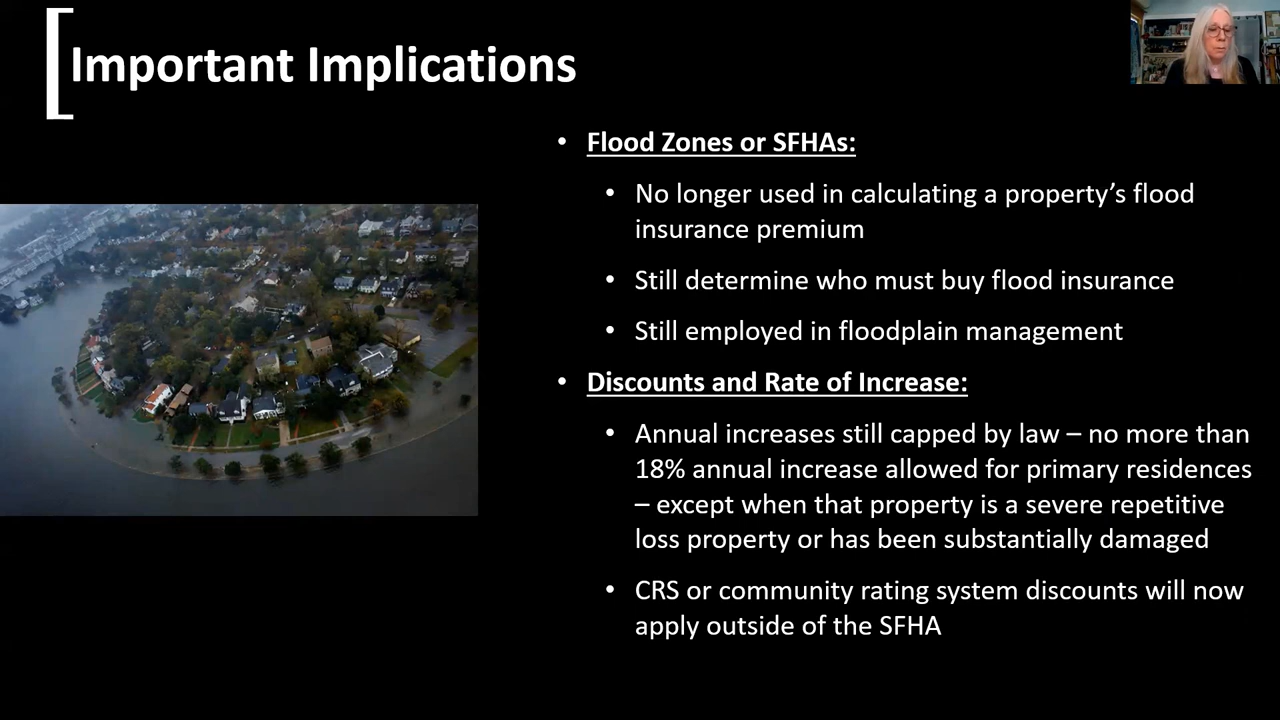 Important Implications
• Flood Zones or SFHAs:
• No longer used in calculating a property’s flood
insurance premium
• Still determine who must buy flood insurance
• Still employed in floodplain management
• Discounts and Rate of Increase:
• Annual increases still capped by law – no more than
18% annual increase allowed for primary residences
– except when that property is a severe repetitive
loss property or has been substantially damaged
• CRS or community rating system discounts will now
apply outside of the SFHA